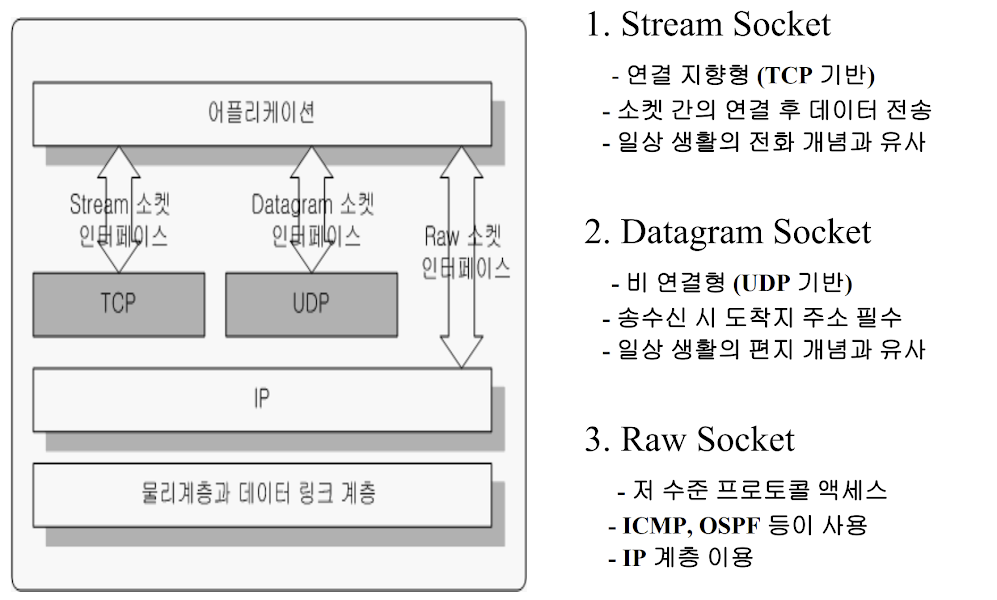 어플리케이션
Stream 소켓
인터페이스
Datagram 소켓
인터페이스
Raw 소켓
인터페이스
TCP
UDP
IP
물리계층과 데이터 링크 계층
1. Stream Socket
- 연결 지향형 (TCP 기반)
- 소켓 간의 연결 후 데이터 전송
- 일상 생활의 전화 개념과 유사
2. Datagram Socket
- 비 연결형 (UDP 기반)
- 송수신 시 도착지 주소 필수
- 일상 생활의 편지 개념과 유사
3. Raw Socket
- 저 수준 프로토콜 액세스
- ICMP, OSPF 등이 사용
- IP 계층 이용